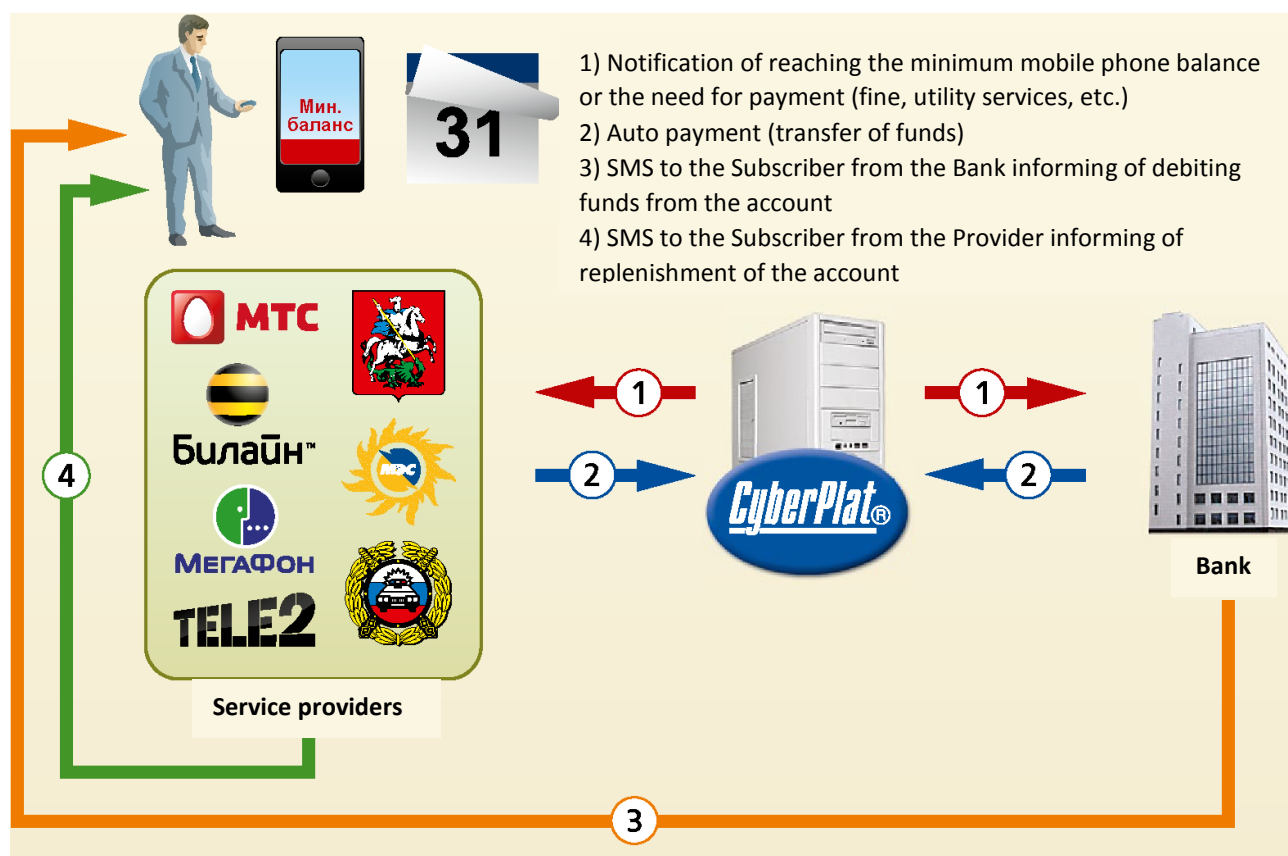 Мин.
баланс
31
1) Notification of reaching the minimum mobile phone balance
or the need for payment (fine, utility services, etc.)
2) Auto payment (transfer of funds)
3) SMS to the Subscriber from the Bank informing of debiting
funds from the account
4) SMS to the Subscriber from the Provider informing of
replenishment of the account
МТС
Билайн™
МЕГАФОН
TELE2
МЭС
Service providers
1
2
CyberPlat®
1
2
Bank
4
3